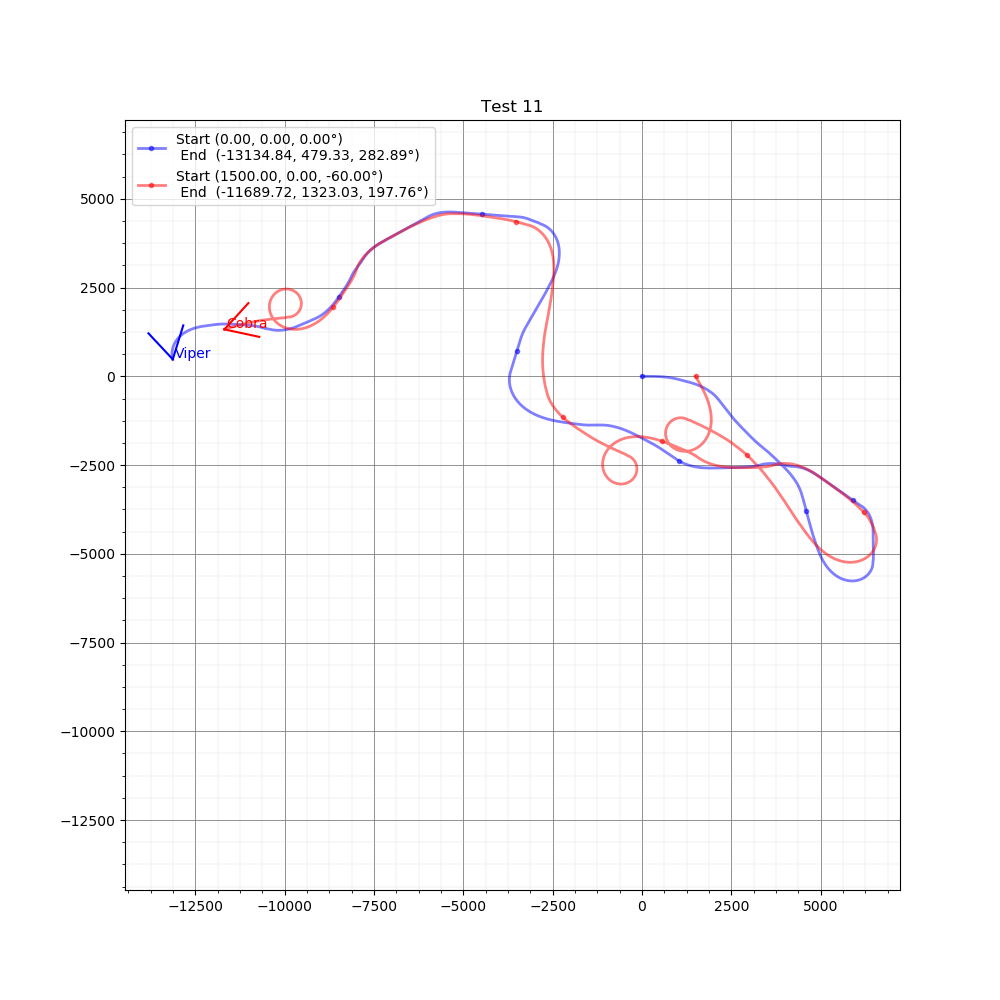 Test 11
Start (0.00, 0.00, 0.00°)
End (-13134.84, 479.33, 282.89°)
Start (1500.00, 0.00, -60.00°)
End (-11689.72, 1323.03, 197.76°)
5000
2500
0
−2500
−5000
−7500
−10000
−12500
Cobra
Viper
−12500 −10000 −7500 −5000 −2500 0 2500 5000